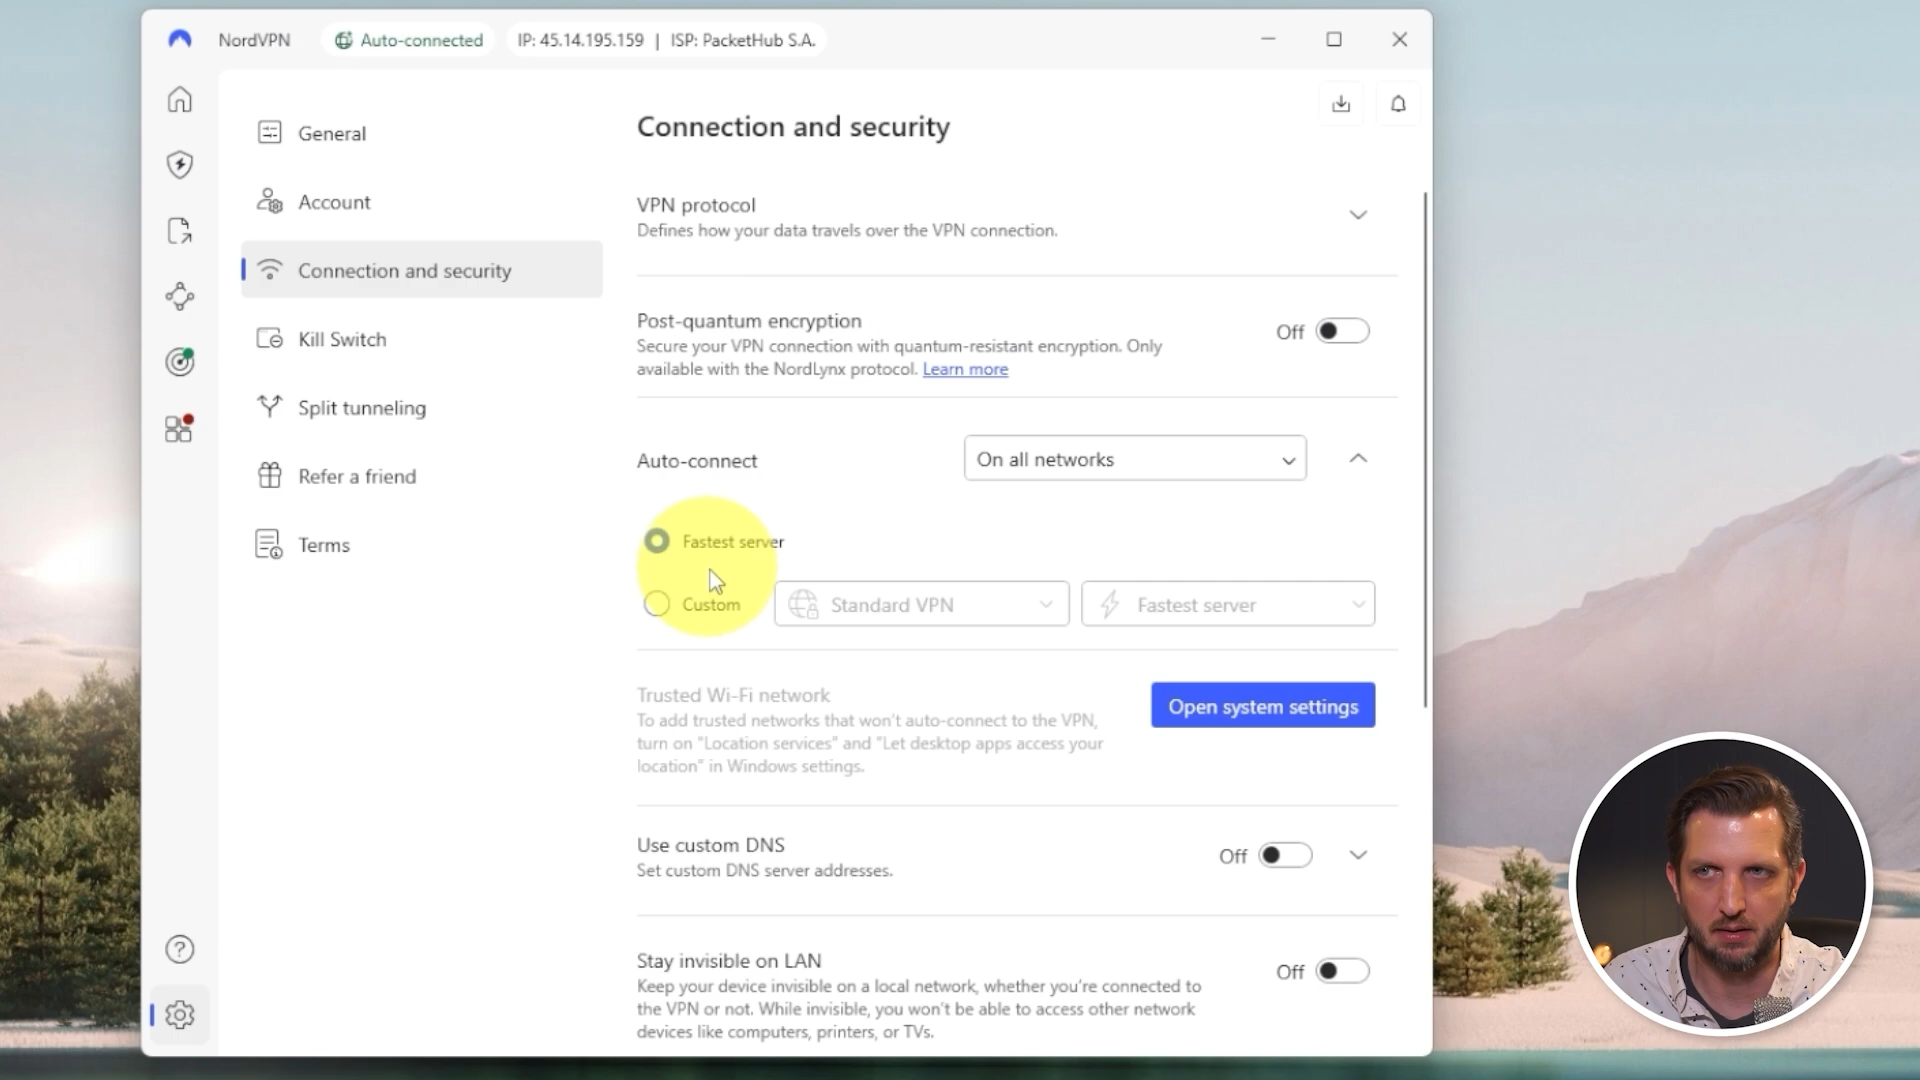 NordVPN
Auto-connected
IP: 45.14.195.159 | ISP: PacketHub S.A.
General
Account
Connection and security
Kill Switch
Split tunneling
Refer a friend
Terms
Connection and security
VPN protocol
Defines how your data travels over the VPN connection.
Post-quantum encryption
Off
Secure your VPN connection with quantum-resistant encryption. Only
available with the NordLynx protocol. Learn more
Auto-connect
On all networks
Fastest server
Custom
Standard VPN
Fastest server
Trusted Wi-Fi network
To add trusted networks that won't auto-connect to the VPN,
turn on "Location services" and "Let desktop apps access your
location" in Windows settings.
Open system settings
Use custom DNS
Set custom DNS server addresses.
Off
Stay invisible on LAN
Off
Keep your device invisible on a local network, whether you're connected to
the VPN or not. While invisible, you won't be able to access other network
devices like computers, printers, or TVs.